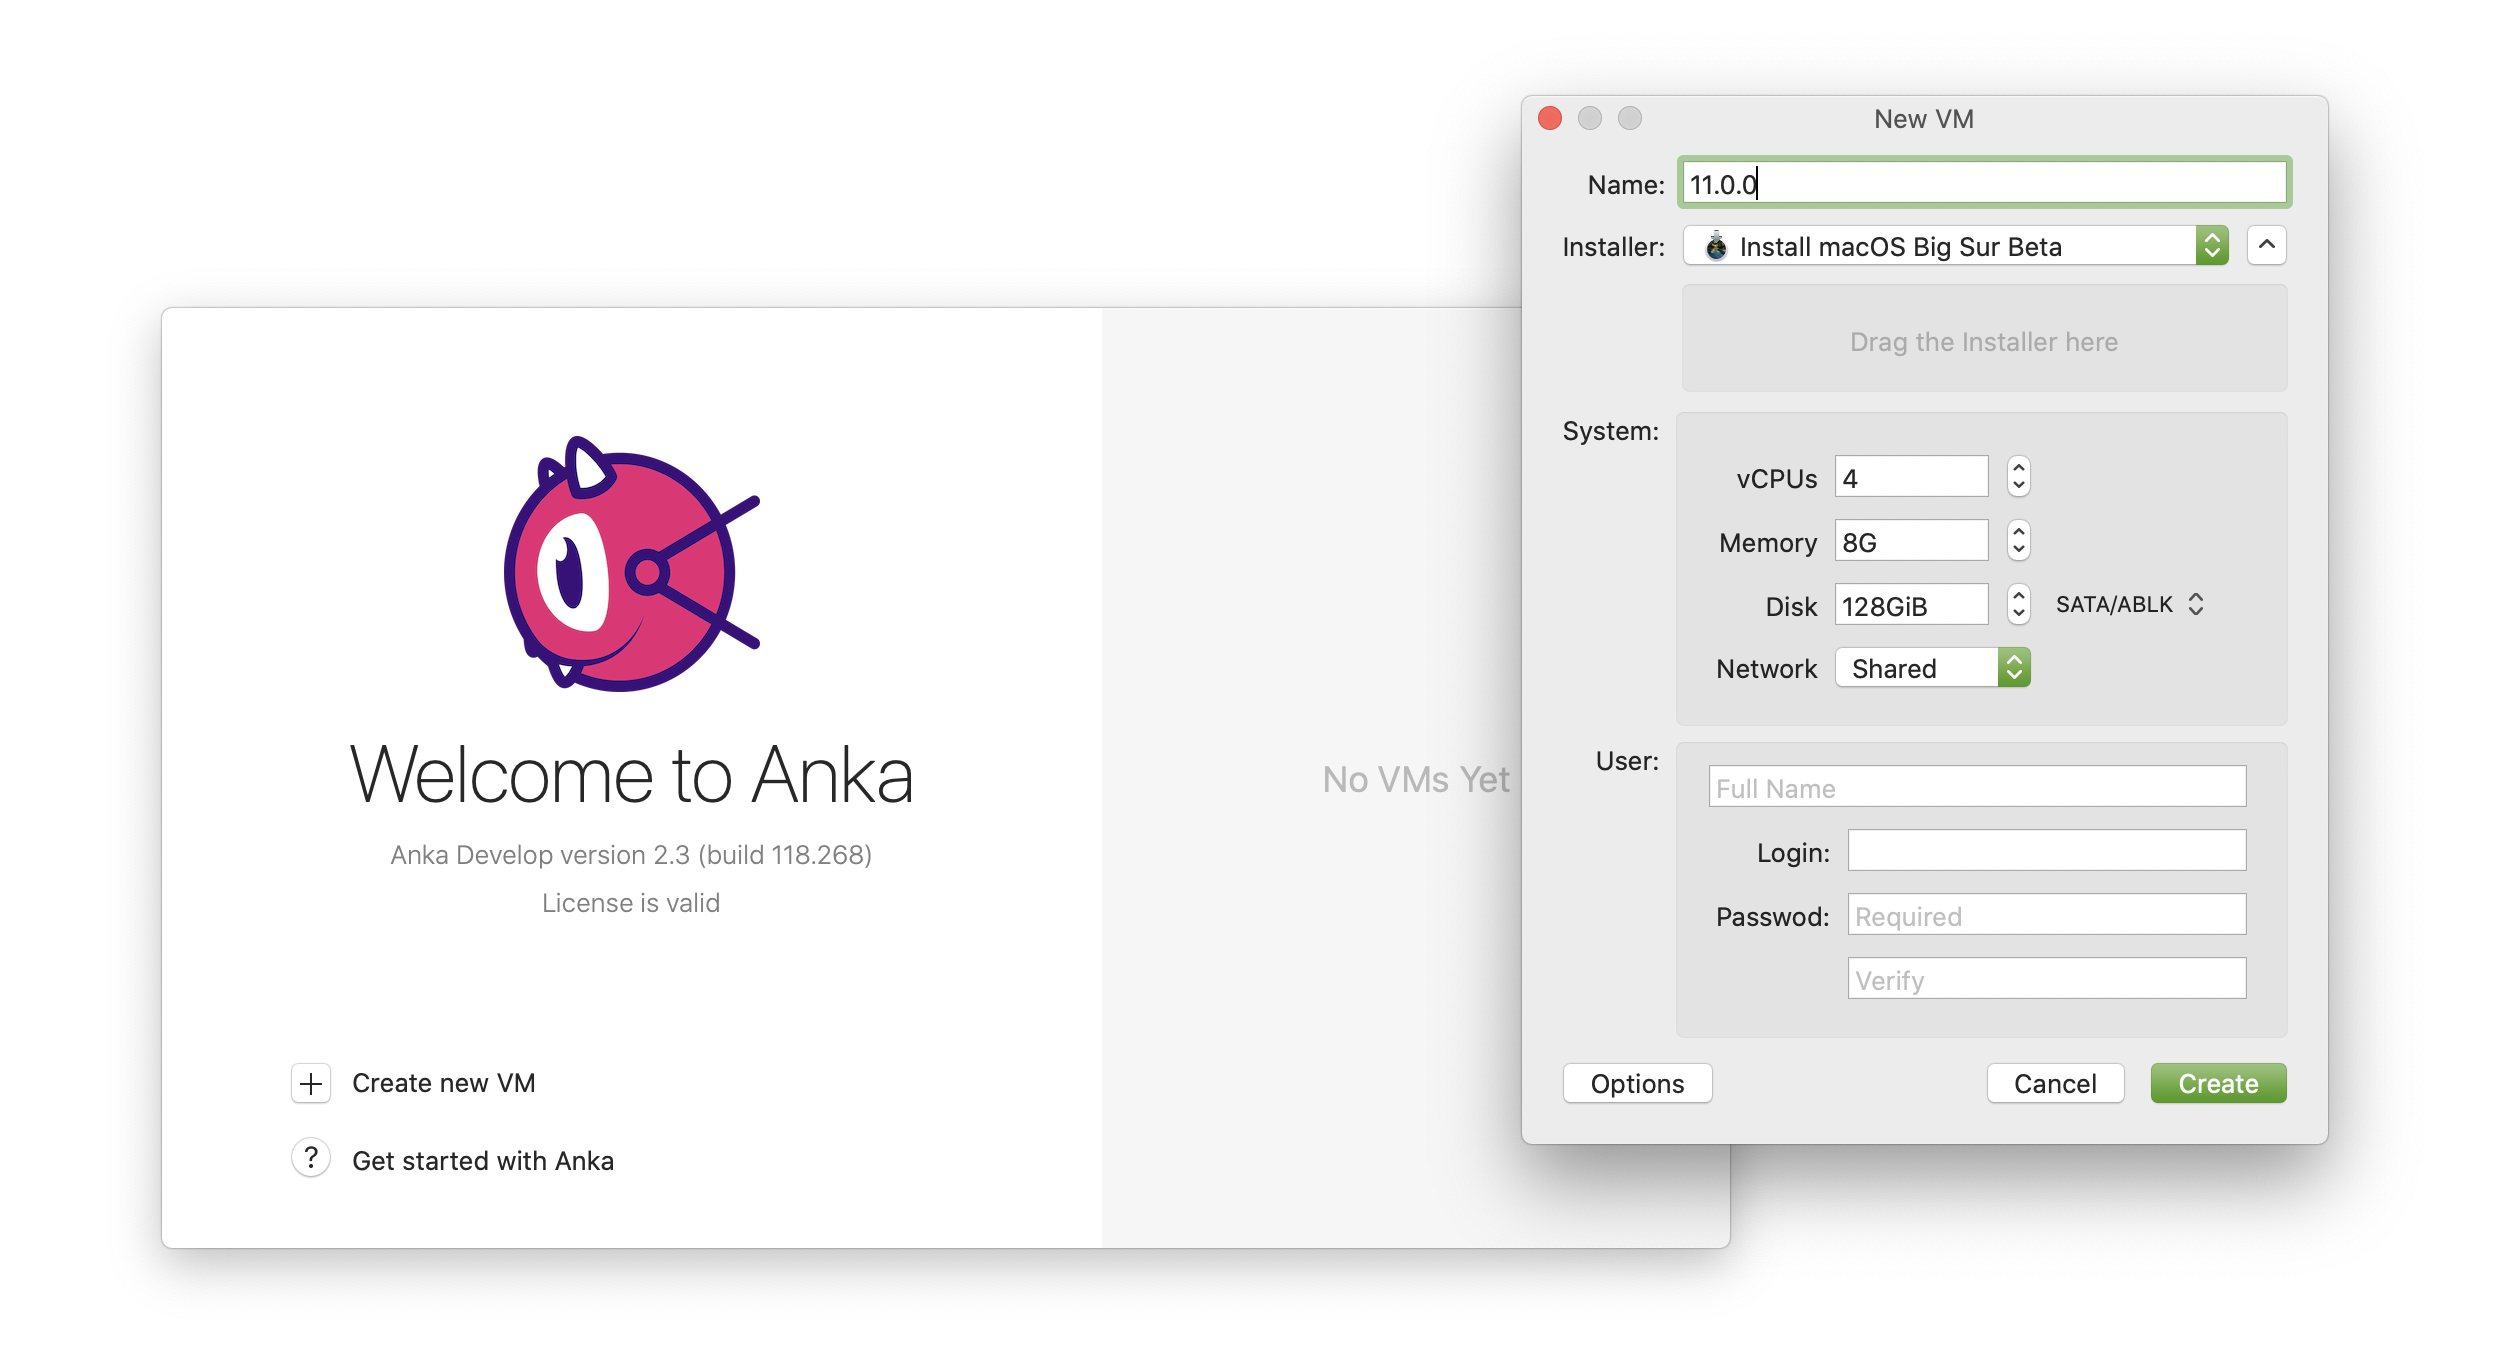 Welcome to Anka
Anka Develop version 2.3 (build 118.268)
License is valid
Create new VM
? Get started with Anka
No VMs Yet
New VM
Name: 11.0.0
Installer: Install macOS Big Sur Beta
Drag the Installer here
System:
vCPUs 4
Memory 8G
Disk 128GiB SATA/ABLK
Network Shared
User:
Full Name
Login:
Passwod: Required
Verify
Options Cancel Create